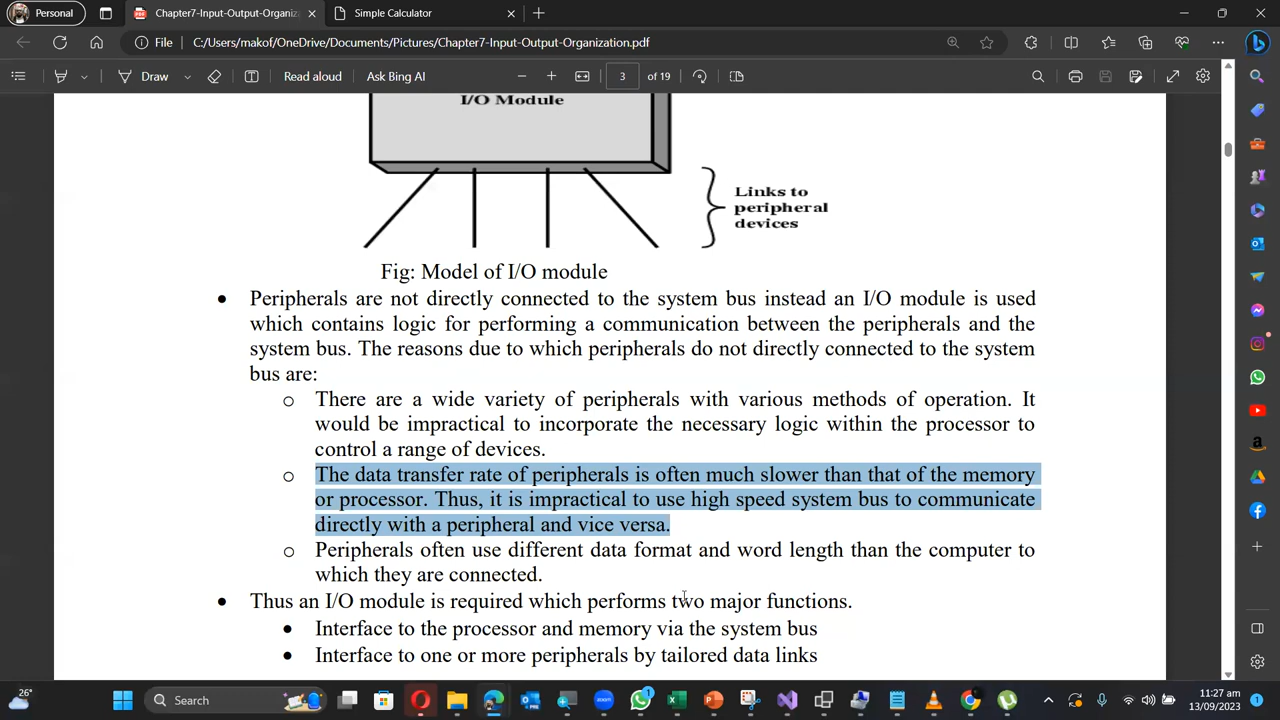 Personal
Chapter7-Input-Output-Organiza
Simple Calculator
File
C:/Users/makof/OneDrive/Documents/Pictures/Chapter7-Input-Output-Organization.pdf
Draw
Read aloud
Ask Bing AI
3
of 19
I/O Module
Links to
peripheral
devices
Fig: Model of I/O module
• Peripherals are not directly connected to the system bus instead an I/O module is used
which contains logic for performing a communication between the peripherals and the
system bus. The reasons due to which peripherals do not directly connected to the system
bus are:
o There are a wide variety of peripherals with various methods of operation. It
would be impractical to incorporate the necessary logic within the processor to
control a range of devices.
o The data transfer rate of peripherals is often much slower than that of the memory
or processor. Thus, it is impractical to use high speed system bus to communicate
directly with a peripheral and vice versa.
o Peripherals often use different data format and word length than the computer to
which they are connected.
• Thus an I/O module is required which performs two major functions.
• Interface to the processor and memory via the system bus
• Interface to one or more peripherals by tailored data links
26°
Search
zoom
1
11:27 am
13/09/2023
1